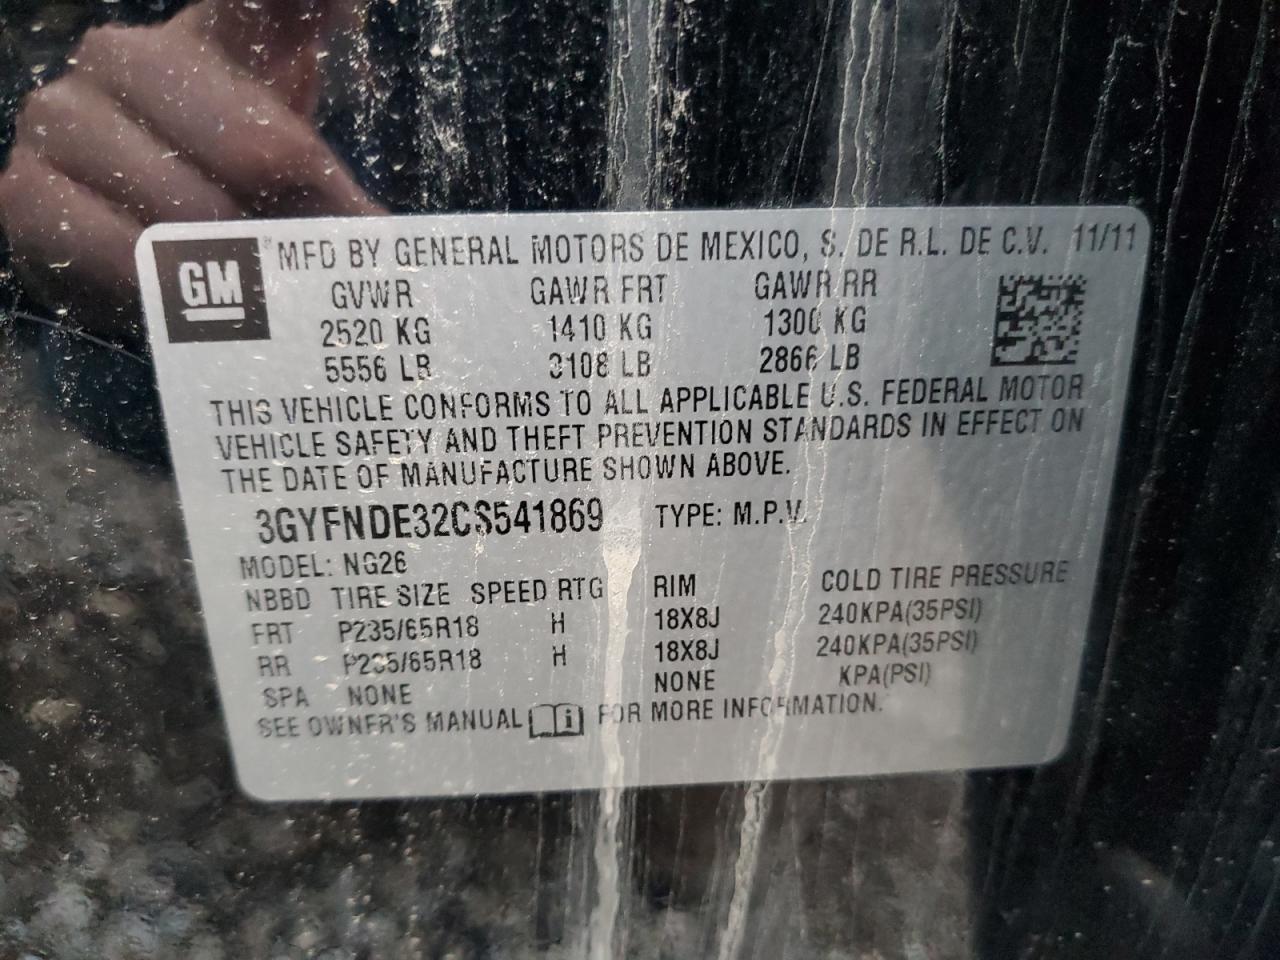 GM
MFD BY GENERAL MOTORS DE MEXICO, S. DE R.L. DE C.V. 11/11
GVWR GAWR FRT GAWR RR
2520 KG 1410 KG 1300 KG
5556 LB 3108 LB 2866 LB
THIS VEHICLE CONFORMS TO ALL APPLICABLE U.S. FEDERAL MOTOR
VEHICLE SAFETY AND THEFT PREVENTION STANDARDS IN EFFECT ON
THE DATE OF MANUFACTURE SHOWN ABOVE.
3GYFNDE32CS541869 TYPE: M.P.V.
MODEL: NG26
NBBD TIRE SIZE SPEED RTG RIM COLD TIRE PRESSURE
FRT P235/65R18 H 18X8J 240KPA(35PSI)
RR P235/65R18 H 18X8J 240KPA(35PSI)
SPA NONE NONE KPA(PSI)
SEE OWNER'S MANUAL i FOR MORE INFORMATION.